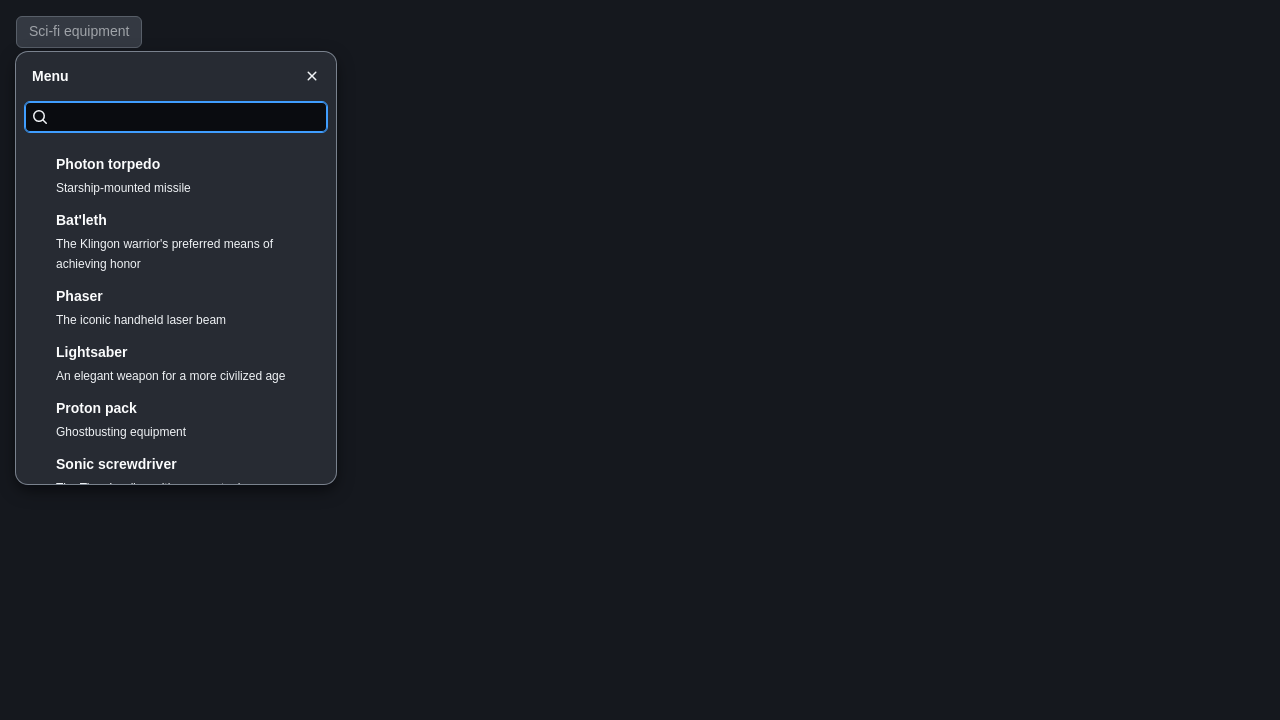 Sci-fi equipment
Menu
Photon torpedo
Starship-mounted missile
Bat'leth
The Klingon warrior's preferred means of
achieving honor
Phaser
The iconic handheld laser beam
Lightsaber
An elegant weapon for a more civilized age
Proton pack
Ghostbusting equipment
Sonic screwdriver